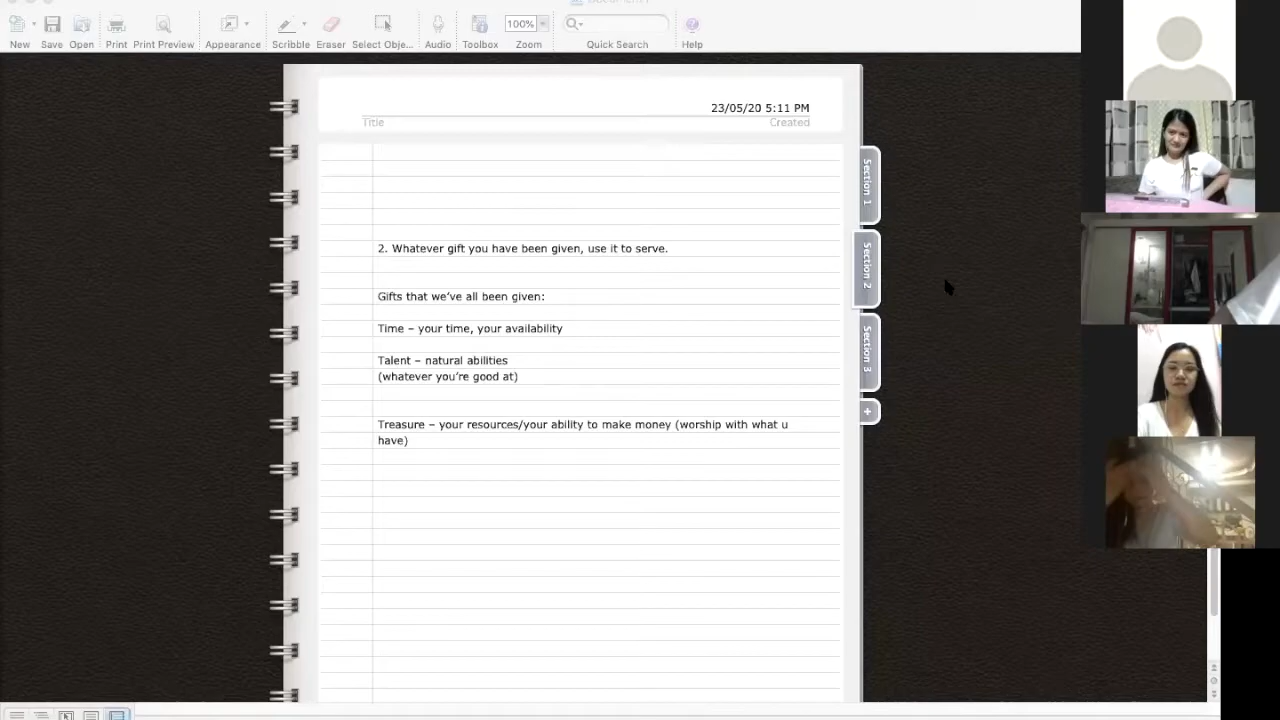 New
Save
Open
Print
Print Preview
Appearance
Scribble
Eraser
Select Obje...
Audio
Toolbox
100%
Zoom
Quick Search
Help
23/05/20 5:11 PM
Title
Created
Section 1
Section 2
Section 3
+
2. Whatever gift you have been given, use it to serve.
Gifts that we've all been given:
Time – your time, your availability
Talent – natural abilities
(whatever you're good at)
Treasure – your resources/your ability to make money (worship with what u
have)